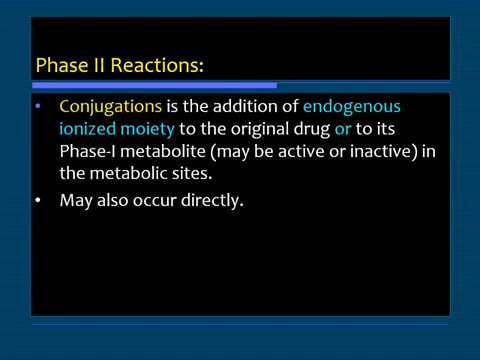 Phase II Reactions:
• Conjugations is the addition of endogenous
ionized moiety to the original drug or to its
Phase-I metabolite (may be active or inactive) in
the metabolic sites.
• May also occur directly.